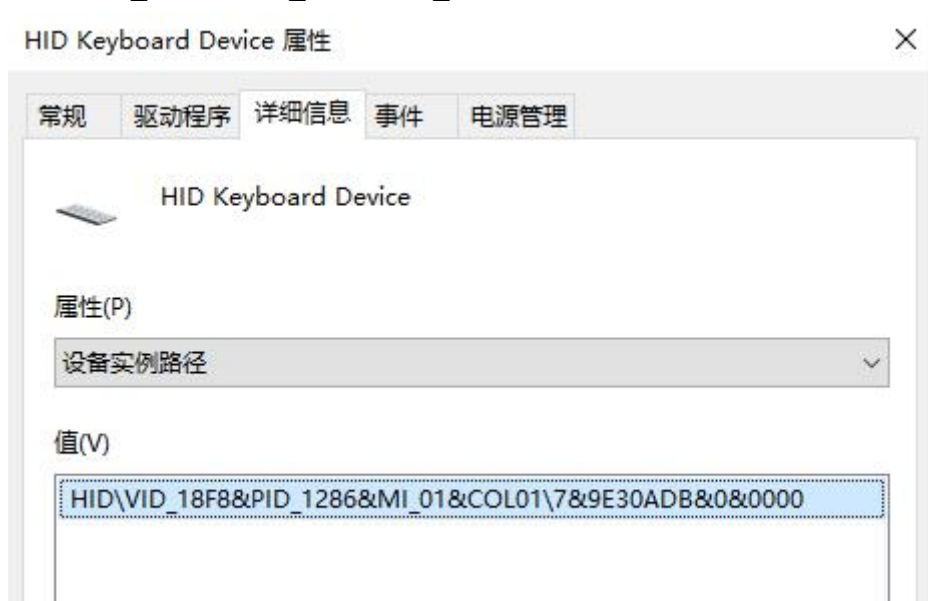 HID Keyboard Device 属性
常规 驱动程序 详细信息 事件 电源管理
HID Keyboard Device
属性(P)
设备实例路径
值(V)
HID\VID_18F8&PID_1286&MI_01&COL01\7&9E30ADB&0&0000